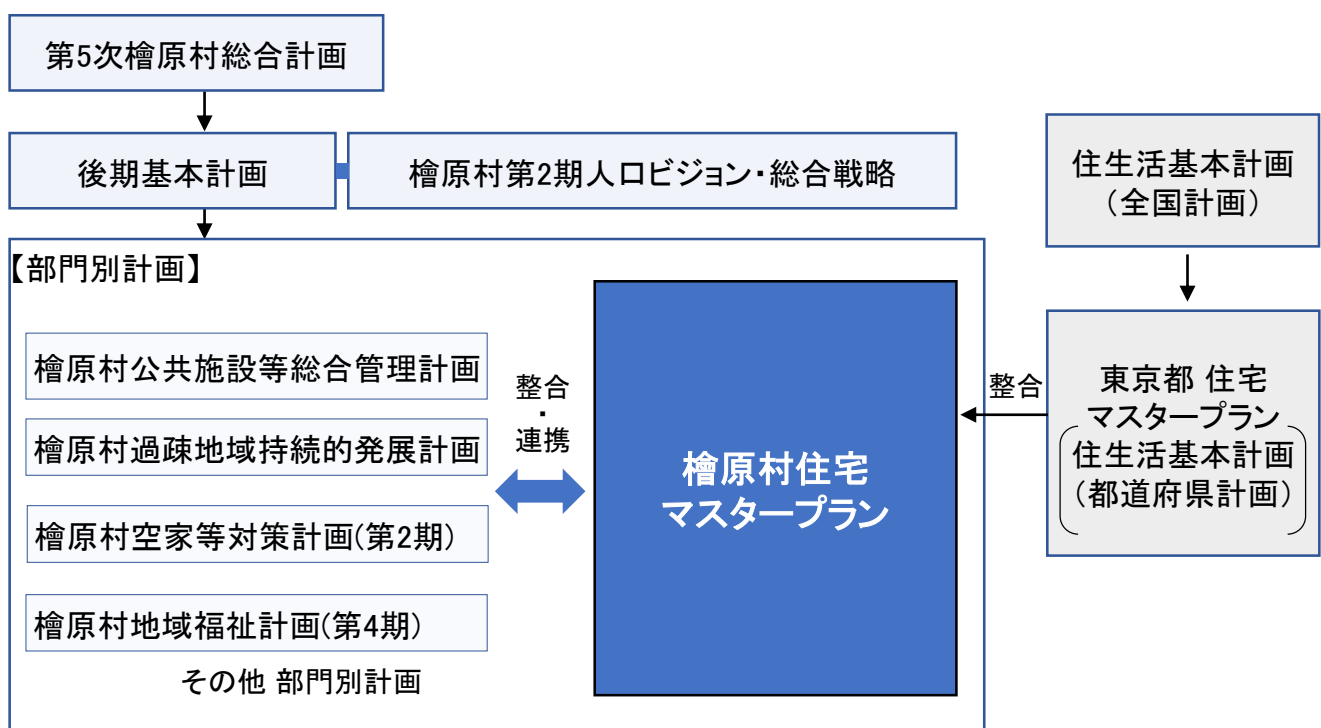 第5次檜原村総合計画
後期基本計画
檜原村第2期人口ビジョン・総合戦略
【部門別計画】
檜原村公共施設等総合管理計画
檜原村過疎地域持続的発展計画
檜原村空家等対策計画(第2期)
檜原村地域福祉計画(第4期)
その他 部門別計画
整合
・
連携
檜原村住宅
マスタープラン
整合
住生活基本計画
(全国計画)
東京都 住宅
マスタープラン
住生活基本計画
(都道府県計画)